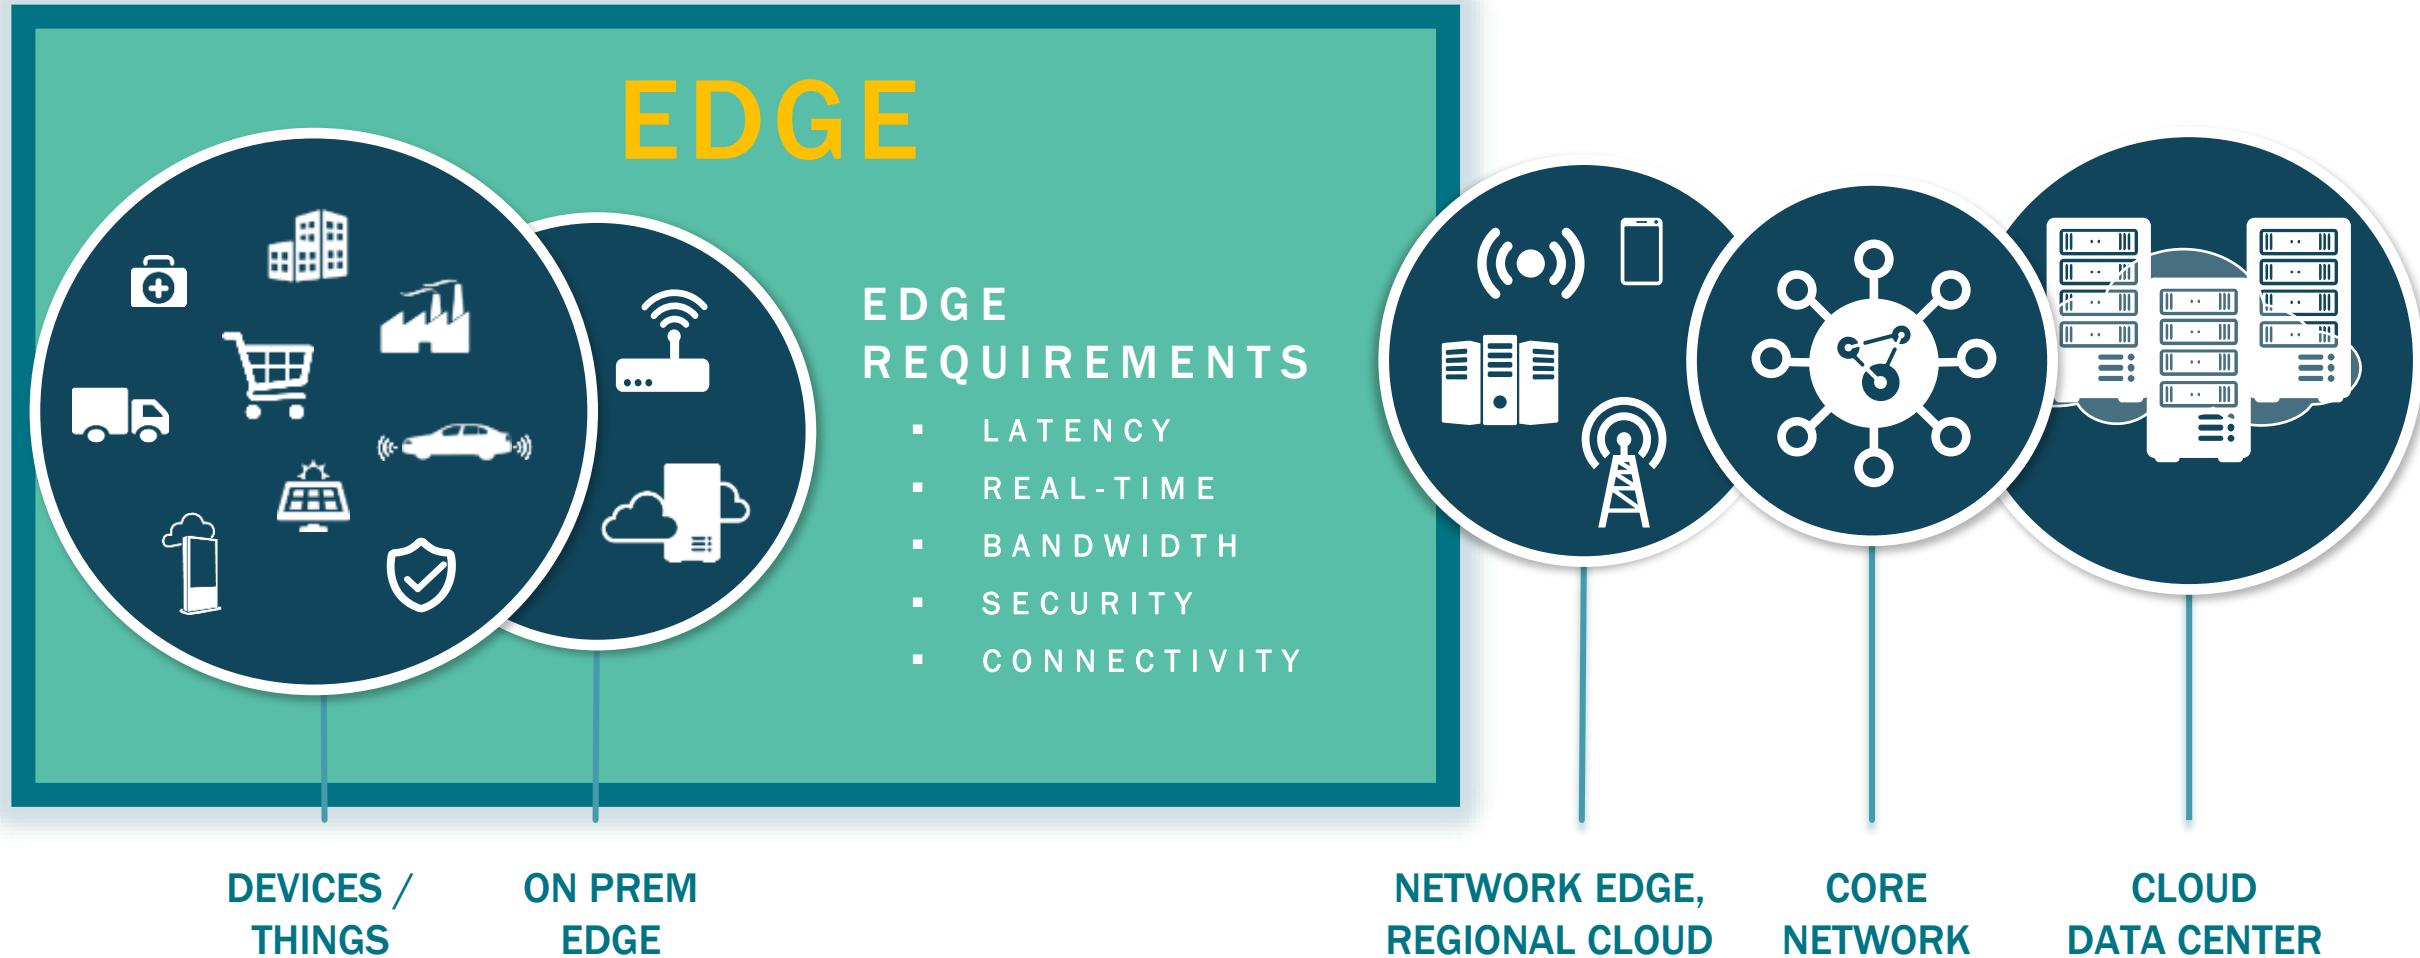 EDGE
EDGE
REQUIREMENTS
▪ LATENCY
▪ REAL-TIME
▪ BANDWIDTH
▪ SECURITY
▪ CONNECTIVITY
DEVICES /
THINGS
ON PREM
EDGE
NETWORK EDGE,
REGIONAL CLOUD
CORE
NETWORK
CLOUD
DATA CENTER